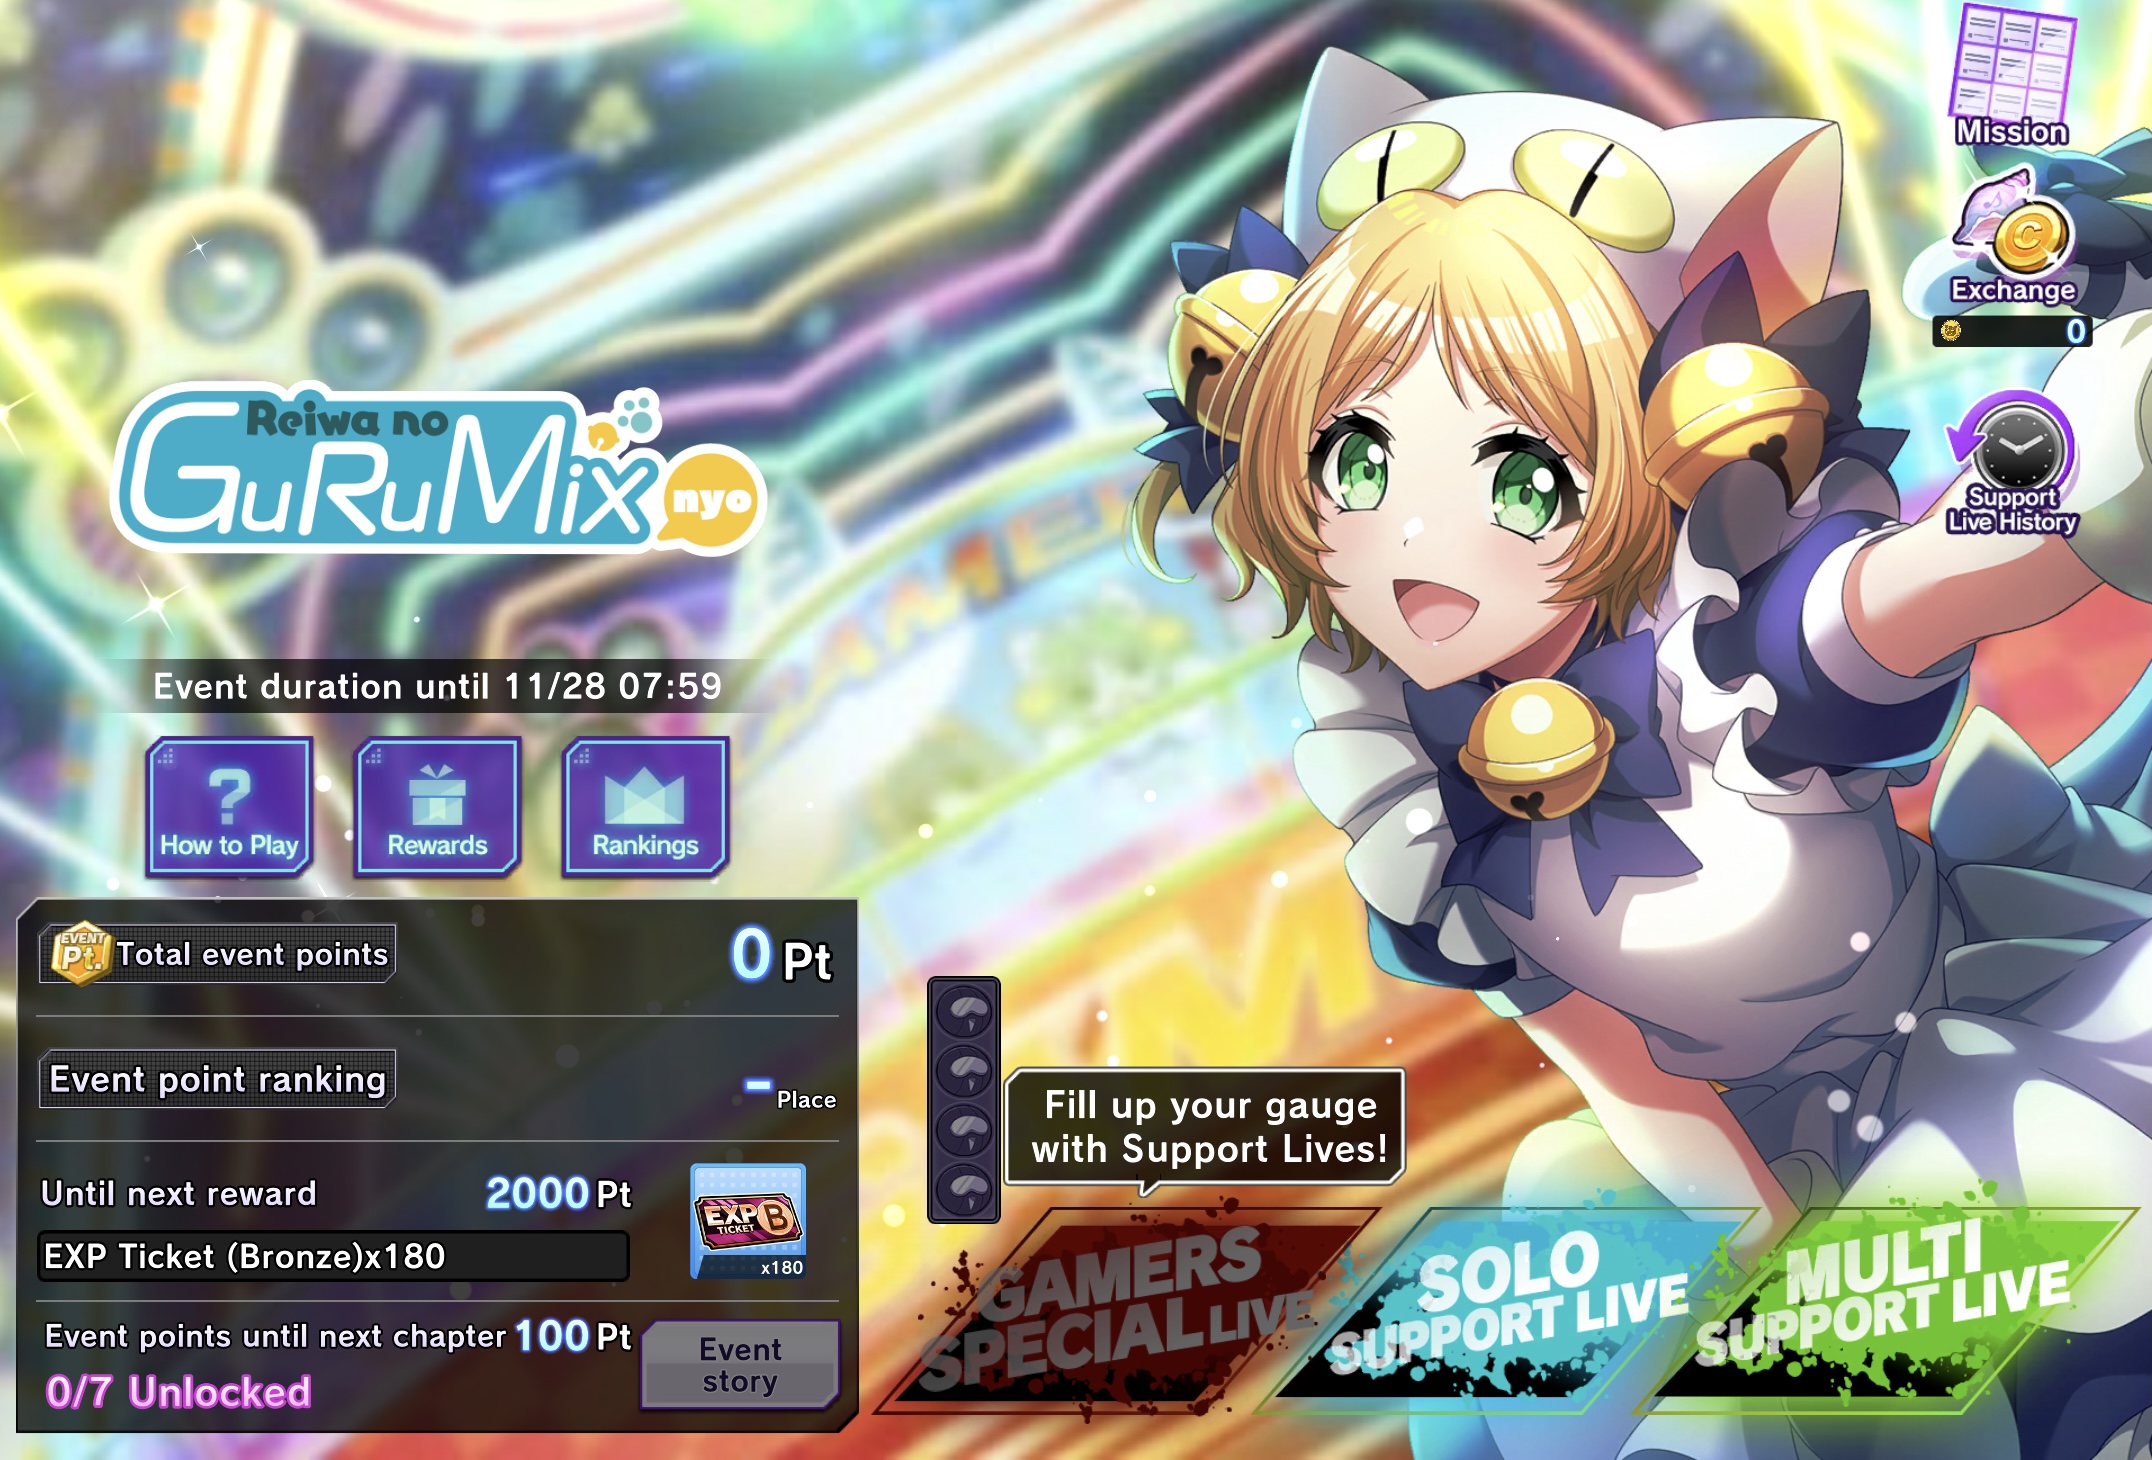 Mission
Exchange
0
Support
Live History
Reiwa no
GuRuMix
nyo
Event duration until 11/28 07:59
?
How to Play
Rewards
Rankings
EVENT
Pt.
Total event points
0 Pt
Event point ranking
- Place
Until next reward
2000 Pt
EXP Ticket (Bronze)x180
EXP B
TICKET
x180
Event points until next chapter 100 Pt
0/7 Unlocked
Event
story
Fill up your gauge
with Support Lives!
GAMERS
SPECIAL LIVE
SOLO
SUPPORT LIVE
MULTI
SUPPORT LIVE